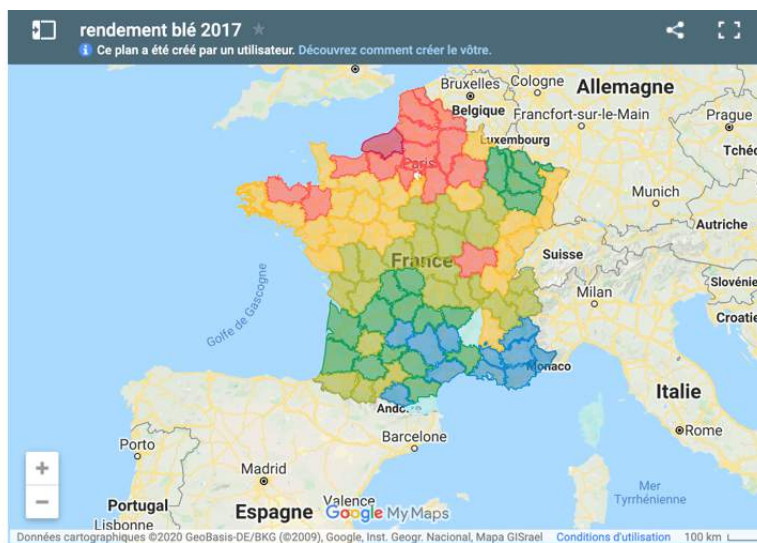 rendement blé 2017
Ce plan a été créé par un utilisateur. Découvrez comment créer le vôtre.
Bruxelles
Cologne
Allemagne
Belgique
Francfort-sur-le-Main
Prague
Luxembourg
Tchéc
Paris
Munich
Autriche
France
Suisse
Slovénie
Milan
Croatie
Golfe de Gascogne
Monaco
Italie
Ando
Rome
Porto
Barcelone
Madrid
Mer
Tyrrhénienne
Portugal
Espagne
Valence
Google My Maps
Lisbonne
Données cartographiques ©2020 GeoBasis-DE/BKG (©2009), Google, Inst. Geogr. Nacional, Mapa GISrael
Conditions d'utilisation
100 km